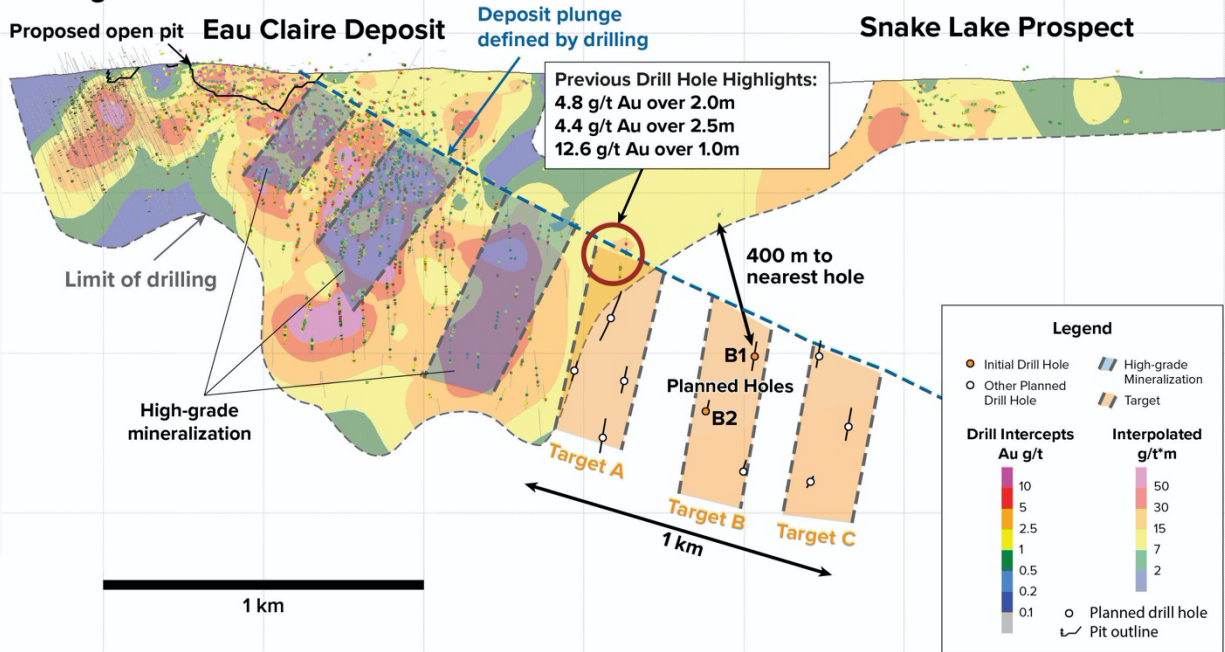 Proposed open pit
Eau Claire Deposit
Deposit plunge
defined by drilling
Snake Lake Prospect
Previous Drill Hole Highlights:
4.8 g/t Au over 2.0m
4.4 g/t Au over 2.5m
12.6 g/t Au over 1.0m
Limit of drilling
400 m to
nearest hole
High-grade
mineralization
B1
Planned Holes
B2
Target A
Target B
Target C
1 km
1 km
Legend
Initial Drill Hole
Other Planned
Drill Hole
High-grade
Mineralization
Target
Drill Intercepts
Au g/t
10
5
2.5
1
0.5
0.2
0.1
Interpolated
g/t*m
50
30
15
7
2
Planned drill hole
Pit outline